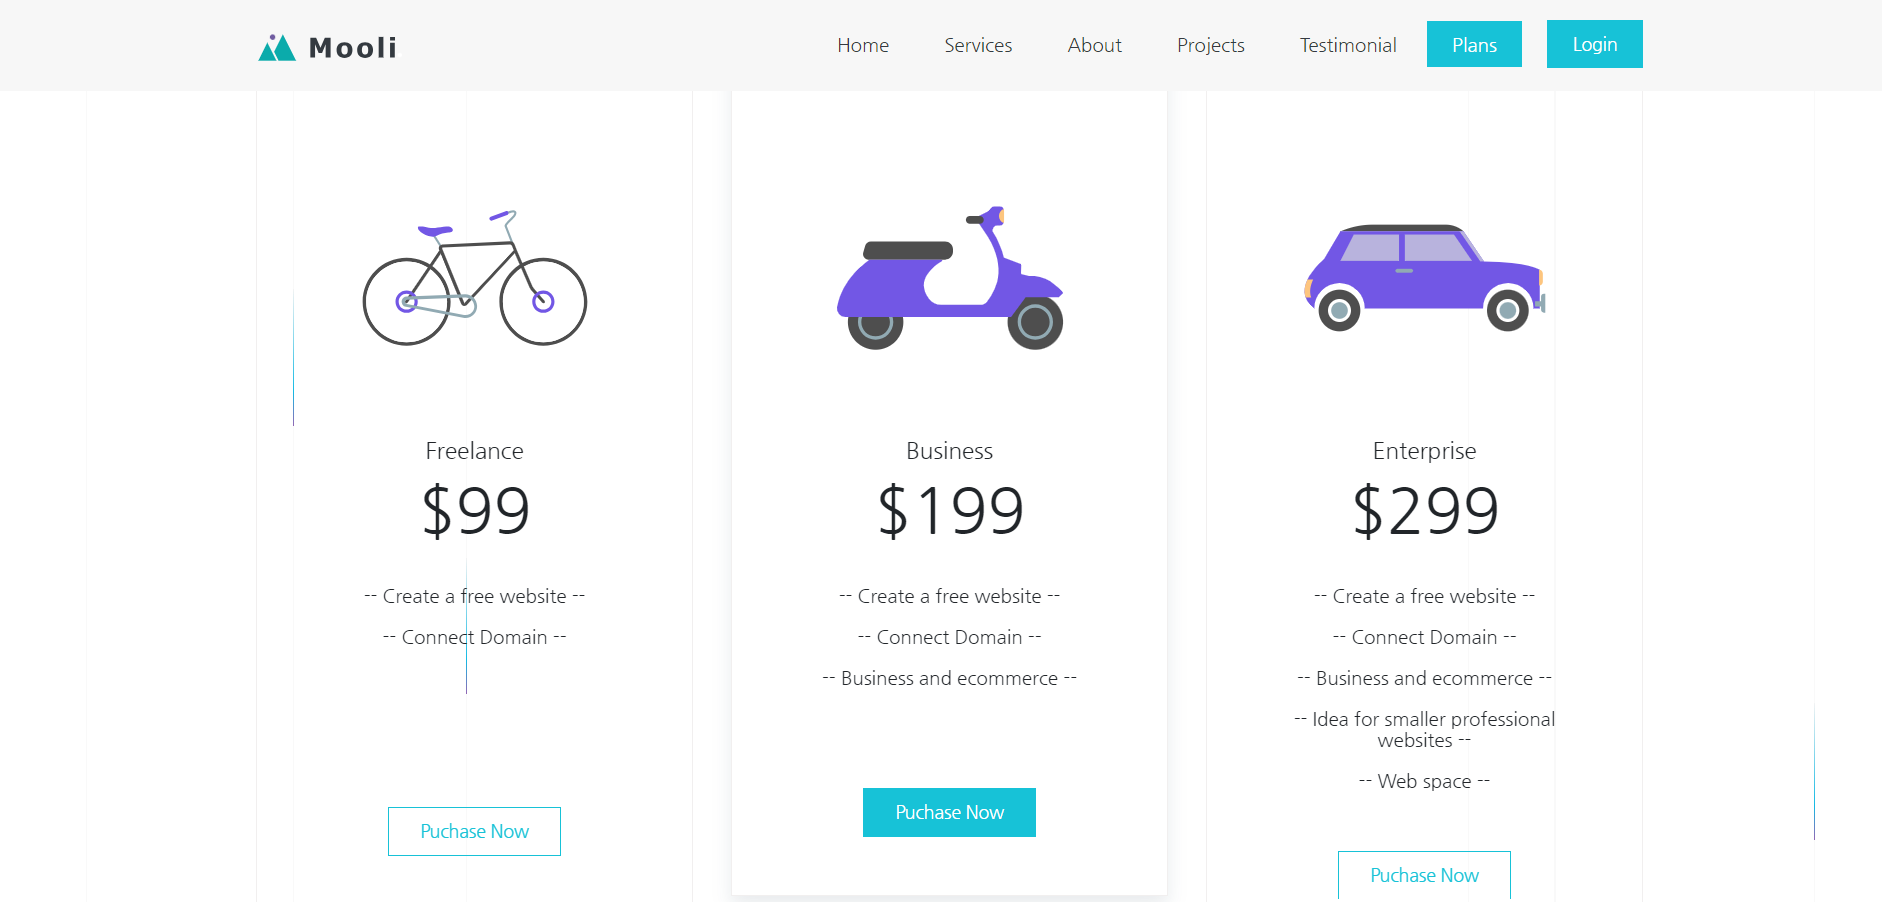 Mooli
Home
Services
About
Projects
Testimonial
Plans
Login
Freelance
$99
-- Create a free website --
-- Connect Domain --
Puchase Now
Business
$199
-- Create a free website --
-- Connect Domain --
-- Business and ecommerce --
Puchase Now
Enterprise
$299
-- Create a free website --
-- Connect Domain --
-- Business and ecommerce --
-- Idea for smaller professional
websites --
-- Web space --
Puchase Now